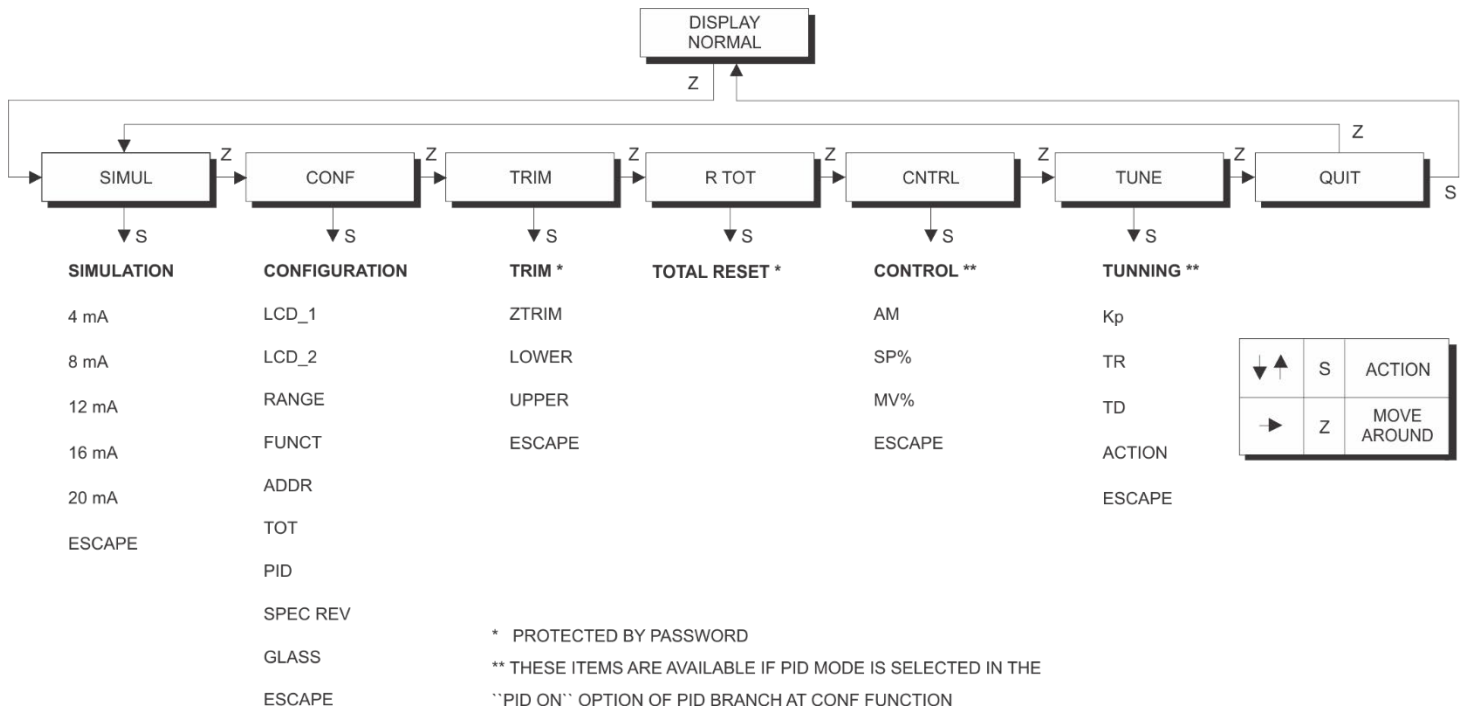 DISPLAY
NORMAL
Z
Z
SIMUL
Z
CONF
Z
TRIM
Z
R TOT
Z
CNTRL
Z
TUNE
Z
QUIT
S
S
S
S
S
S
S
SIMULATION
4 mA
8 mA
12 mA
16 mA
20 mA
ESCAPE
CONFIGURATION
LCD_1
LCD_2
RANGE
FUNCT
ADDR
TOT
PID
SPEC REV
GLASS
ESCAPE
TRIM *
ZTRIM
LOWER
UPPER
ESCAPE
TOTAL RESET *
CONTROL **
AM
SP%
MV%
ESCAPE
TUNNING **
Kp
TR
TD
ACTION
ESCAPE
S ACTION
Z MOVE
AROUND
* PROTECTED BY PASSWORD
** THESE ITEMS ARE AVAILABLE IF PID MODE IS SELECTED IN THE
``PID ON`` OPTION OF PID BRANCH AT CONF FUNCTION